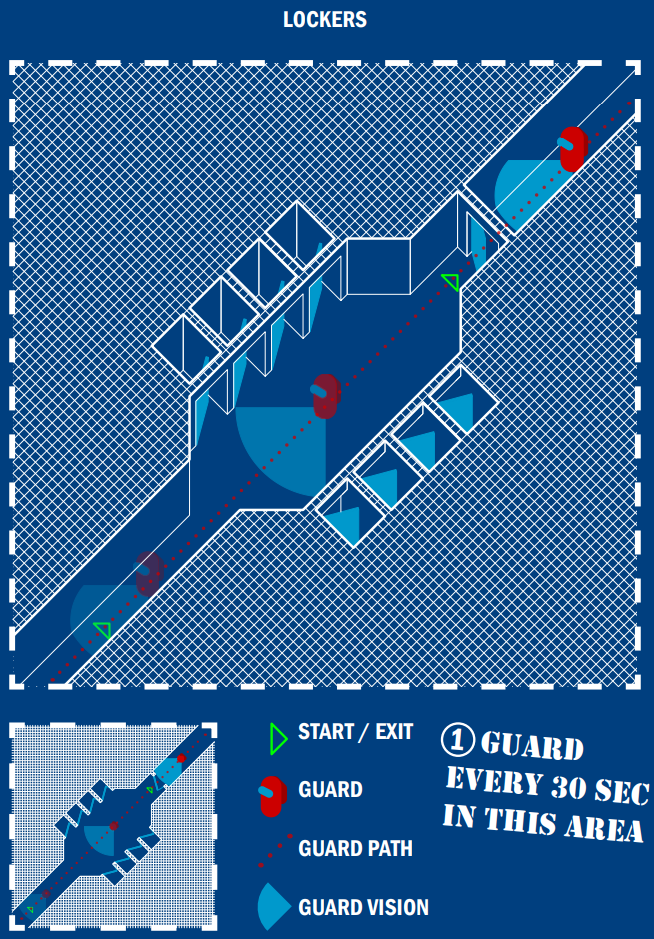 LOCKERS
START / EXIT
GUARD
GUARD PATH
GUARD VISION
1 GUARD
EVERY 30 SEC
IN THIS AREA